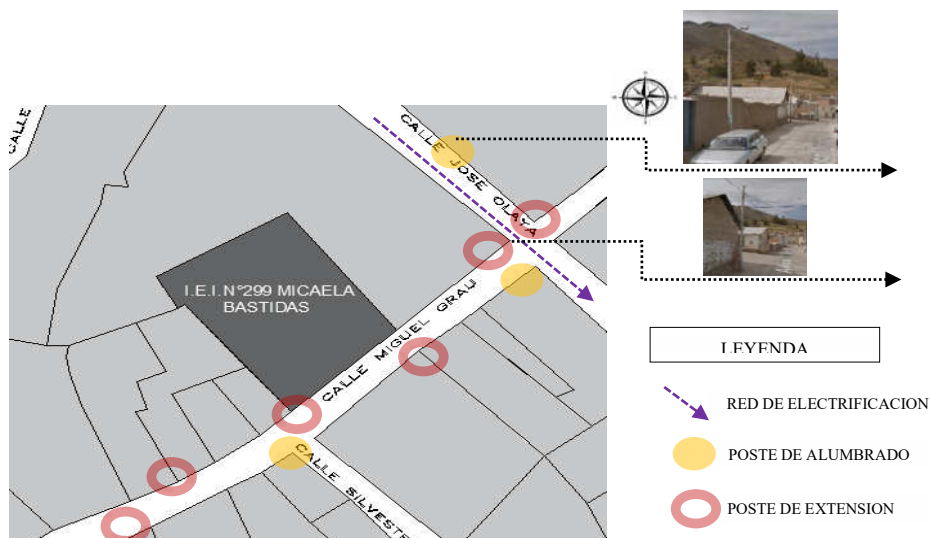 CALLE
CALLE JOSE OLAYA
I.E.I.N°299 MICAELA
BASTIDAS
CALLE MIGUEL GRAU
CALLE SILVESTE
LEYENDA
RED DE ELECTRIFICACION
POSTE DE ALUMBRADO
POSTE DE EXTENSION